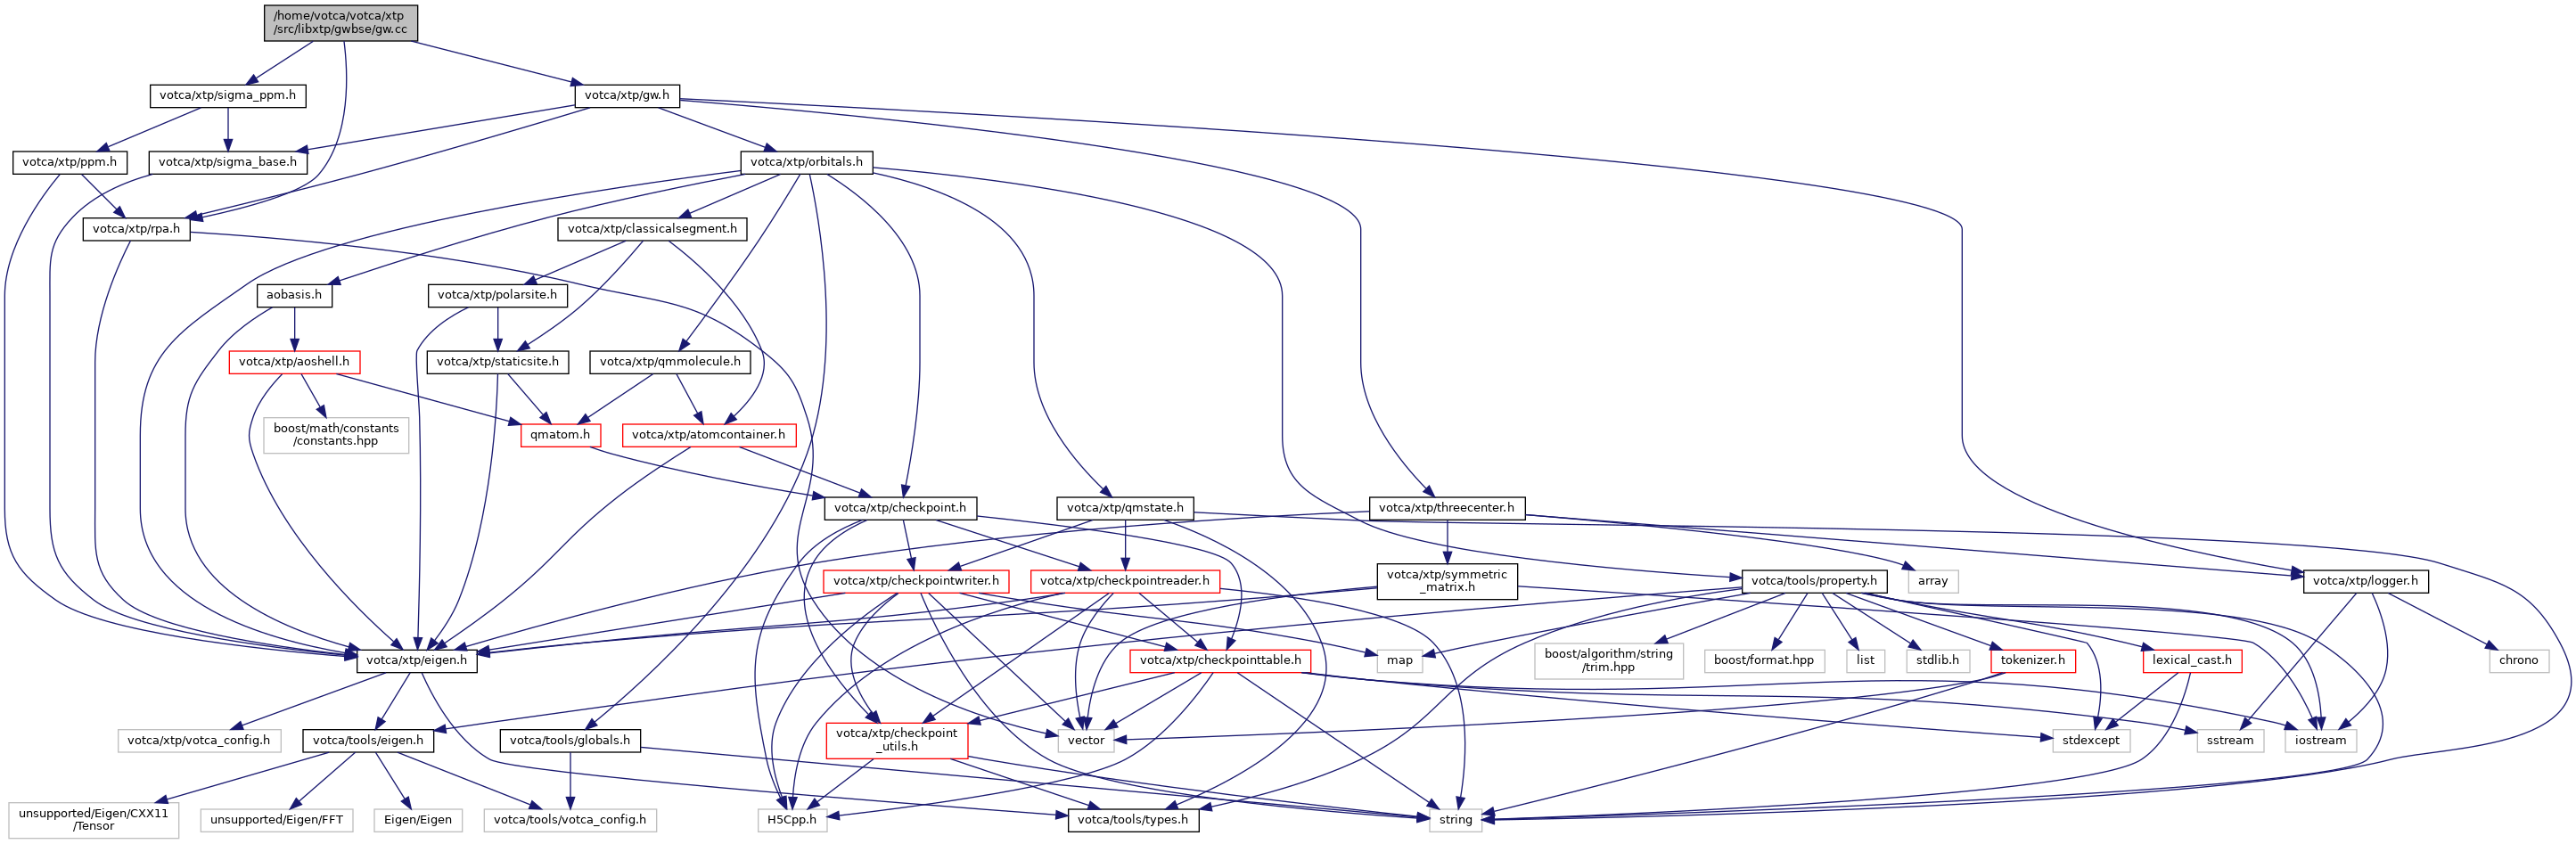 /home/votca/votca/xtp
/src/libxtp/gwbse/gw.cc
votca/xtp/sigma_ppm.h
votca/xtp/gw.h
votca/xtp/ppm.h
votca/xtp/sigma_base.h
votca/xtp/orbitals.h
votca/xtp/rpa.h
votca/xtp/classicalsegment.h
aobasis.h
votca/xtp/polarsite.h
votca/xtp/aoshell.h
votca/xtp/staticsite.h
votca/xtp/qmmolecule.h
boost/math/constants
/constants.hpp
qmatom.h
votca/xtp/atomcontainer.h
votca/xtp/checkpoint.h
votca/xtp/qmstate.h
votca/xtp/threecenter.h
votca/xtp/checkpointwriter.h
votca/xtp/checkpointreader.h
votca/xtp/symmetric
_matrix.h
votca/tools/property.h
array
votca/xtp/logger.h
votca/xtp/eigen.h
votca/xtp/checkpointtable.h
map
boost/algorithm/string
/trim.hpp
boost/format.hpp
list
stdlib.h
tokenizer.h
lexical_cast.h
chrono
votca/xtp/votca_config.h
votca/tools/eigen.h
votca/tools/globals.h
votca/xtp/checkpoint
_utils.h
vector
stdexcept
sstream
iostream
unsupported/Eigen/CXX11
/Tensor
unsupported/Eigen/FFT
Eigen/Eigen
votca/tools/votca_config.h
H5Cpp.h
votca/tools/types.h
string